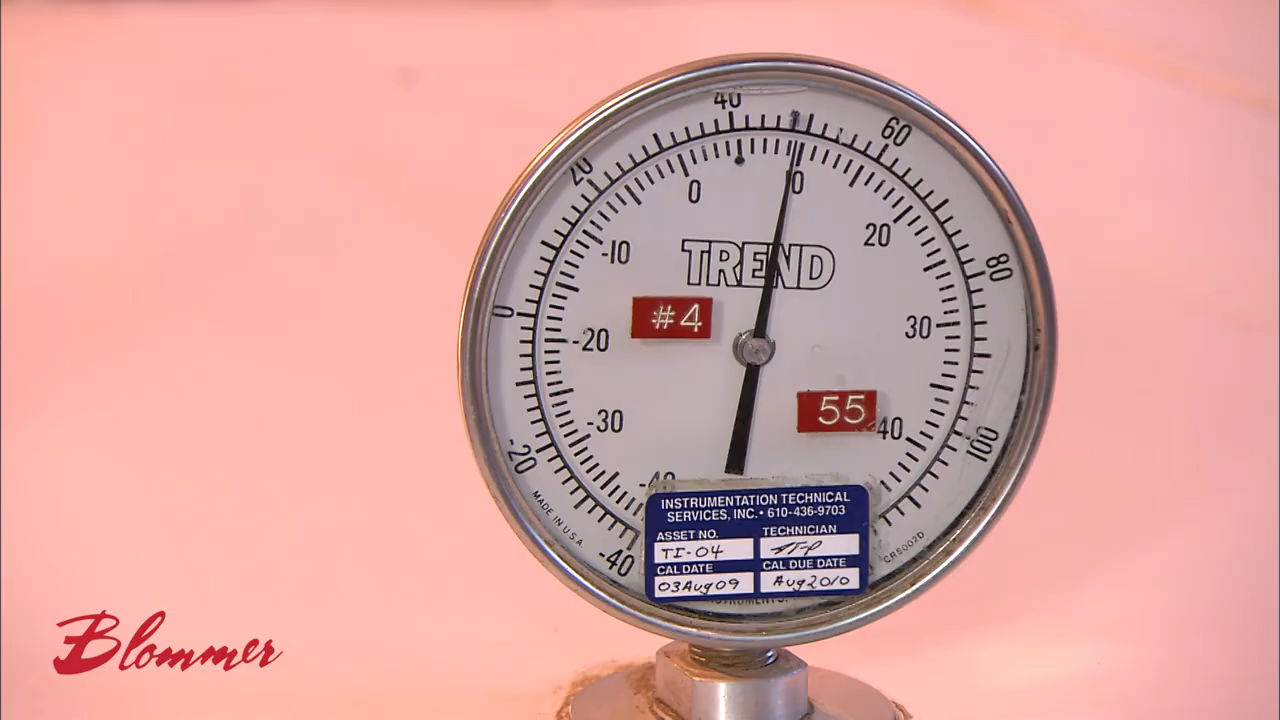 40
60
20
0
10
20
-10
TREND
80
0
#4
-20
30
55
-30
40
-20
-40
100
INSTRUMENTATION TECHNICAL
SERVICES, INC. • 610-436-9703
MADE IN U.S.A.
ASSET NO. TECHNICIAN
TI-04
CR5002D
-40
CAL DATE CAL DUE DATE
03Aug09 Aug2010
Blommer